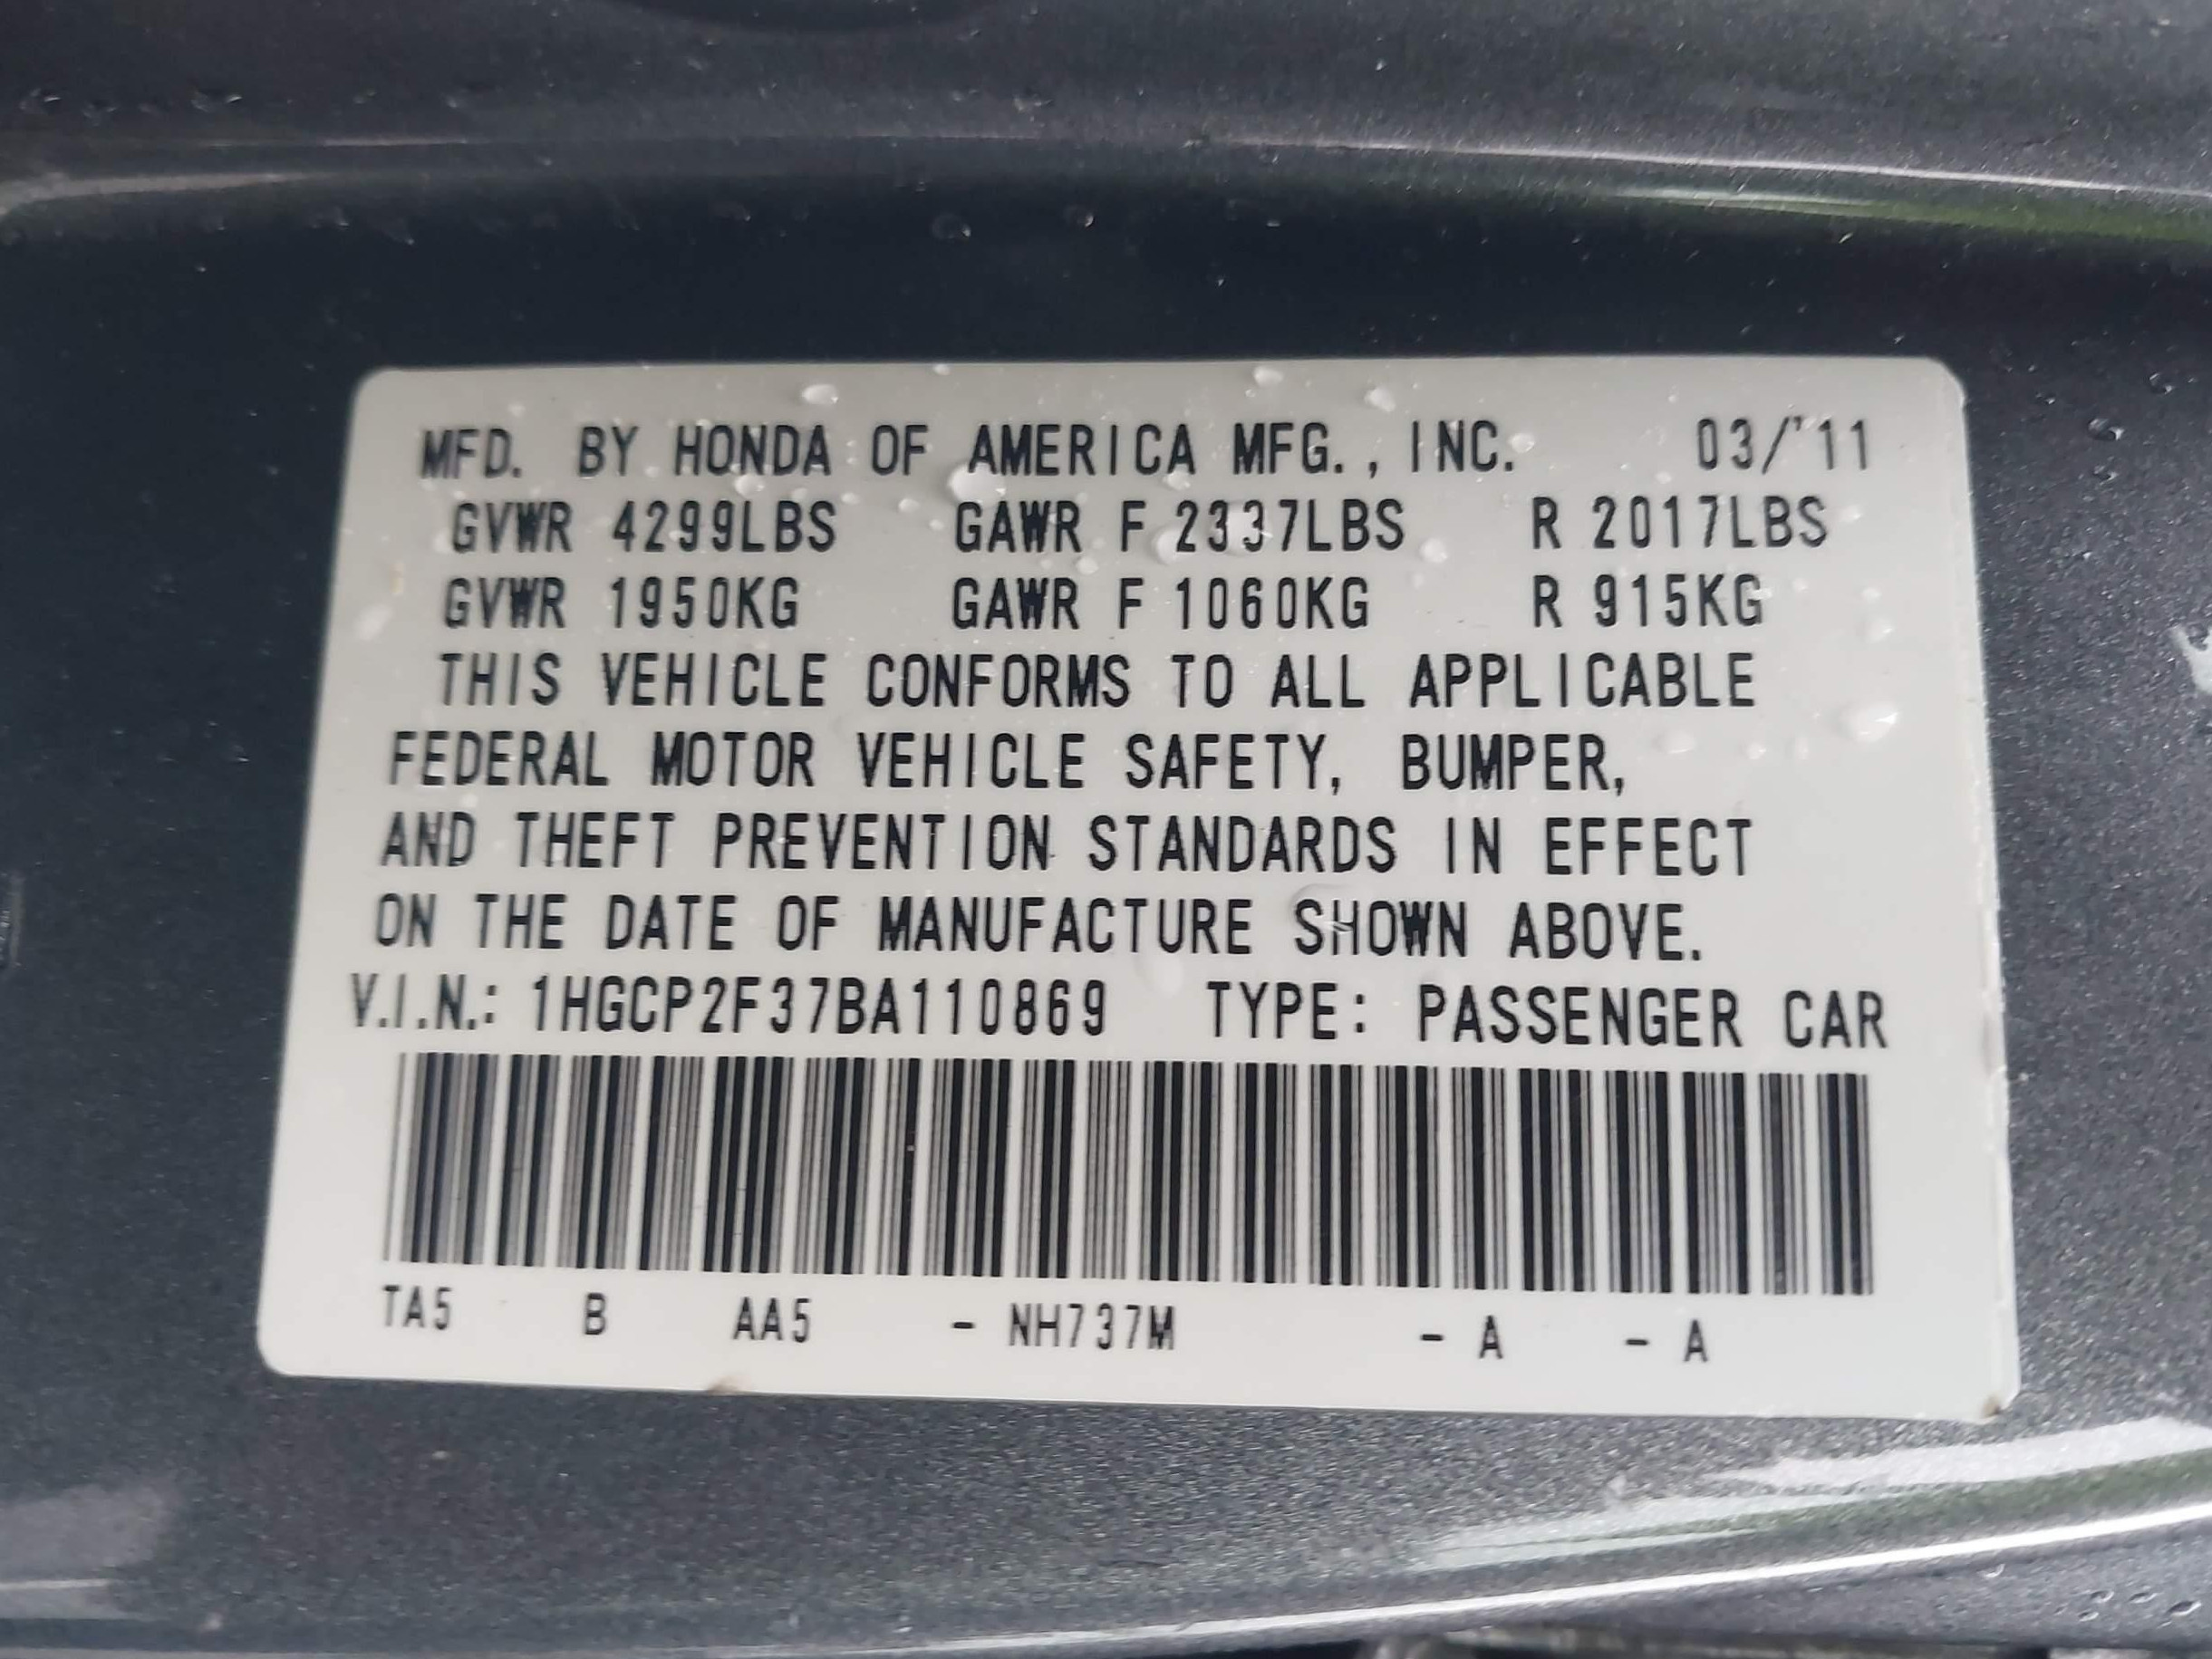 MFD. BY HONDA OF AMERICA MFG., INC. 03/'11
GVWR 4299LBS GAWR F 2337LBS R 2017LBS
GVWR 1950KG GAWR F 1060KG R 915KG
THIS VEHICLE CONFORMS TO ALL APPLICABLE
FEDERAL MOTOR VEHICLE SAFETY, BUMPER,
AND THEFT PREVENTION STANDARDS IN EFFECT
ON THE DATE OF MANUFACTURE SHOWN ABOVE.
V.I.N.: 1HGCP2F37BA110869 TYPE: PASSENGER CAR
TA5 B AA5 - NH737M - A - A